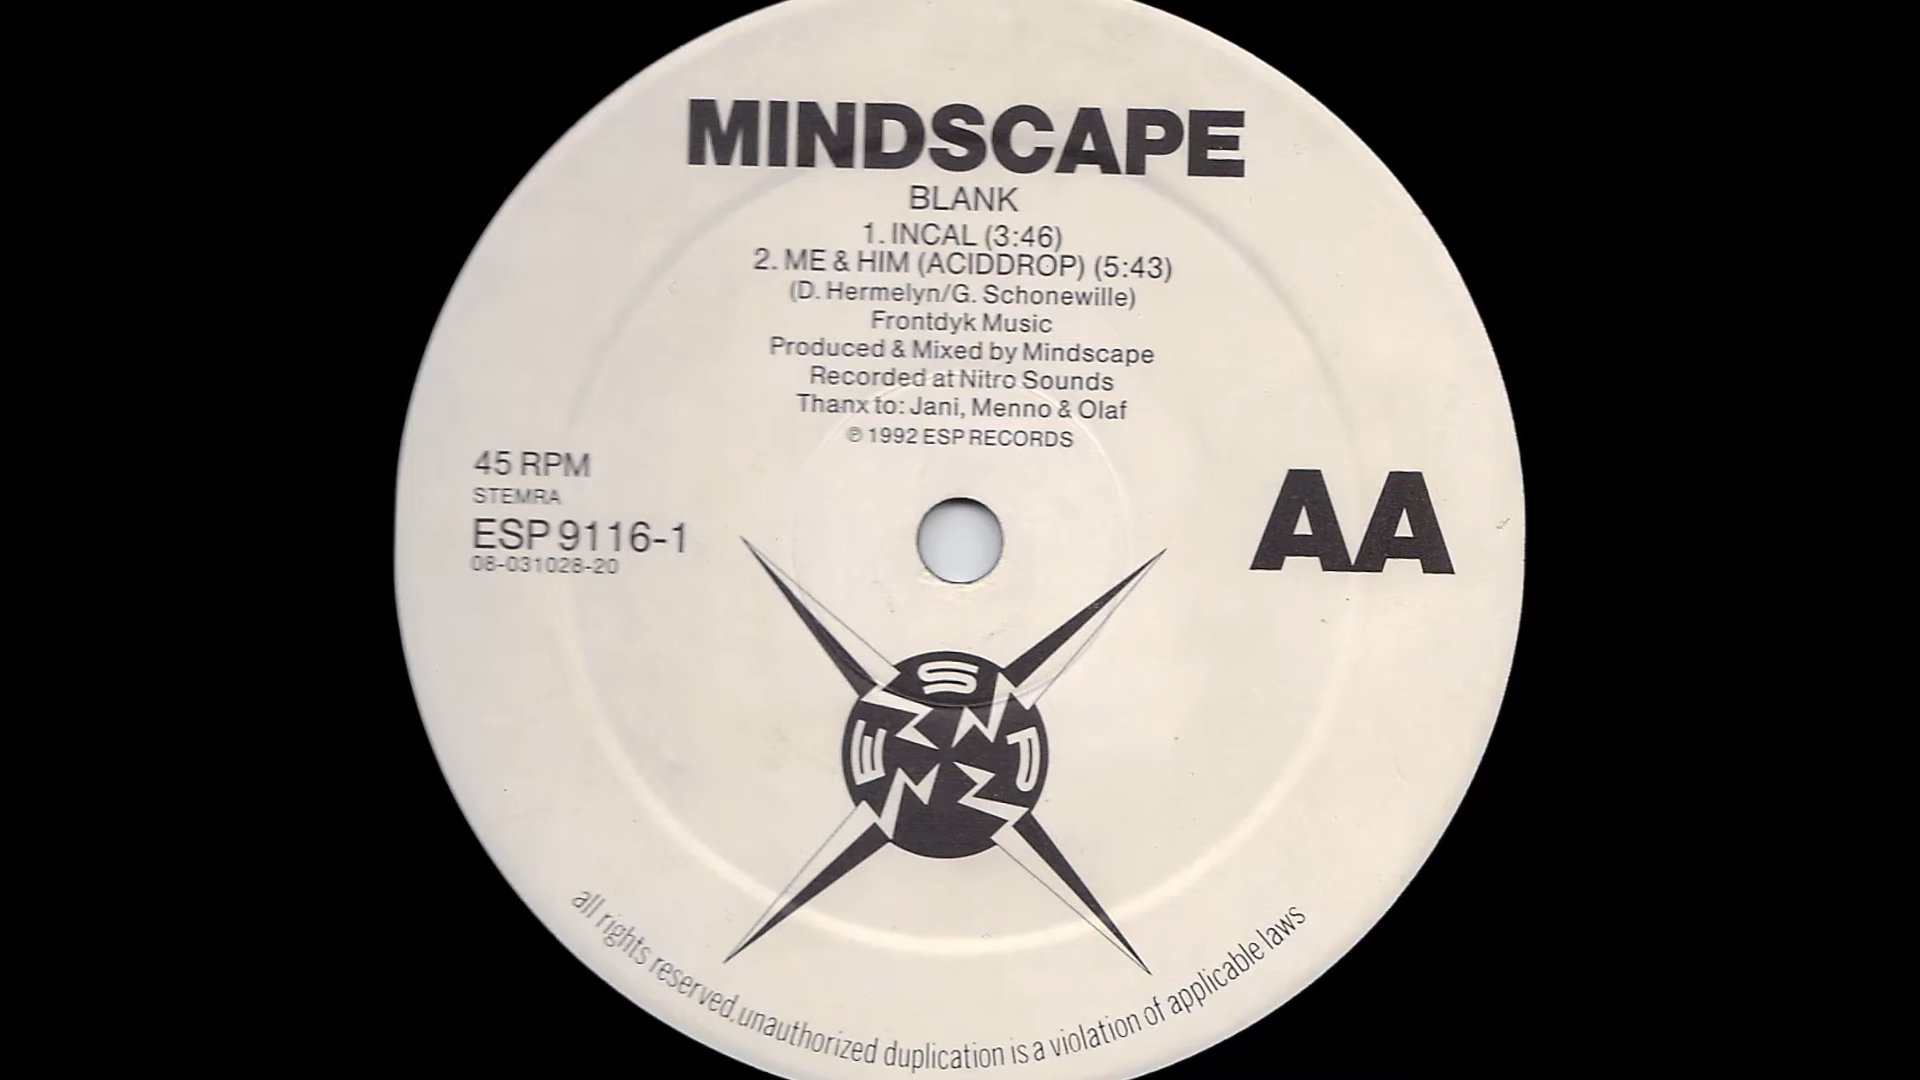 MINDSCAPE
BLANK
1. INCAL (3:46)
2. ME & HIM (ACIDDROP) (5:43)
(D. Hermelyn/G. Schonewille)
Frontdyk Music
Produced & Mixed by Mindscape
Recorded at Nitro Sounds
Thanx to: Jani, Menno & Olaf
℗ 1992 ESP RECORDS
45 RPM
STEMRA
ESP 9116-1
08-031028-20
AA
E S P
all rights reserved.unauthorized duplication is a violation of applicable laws